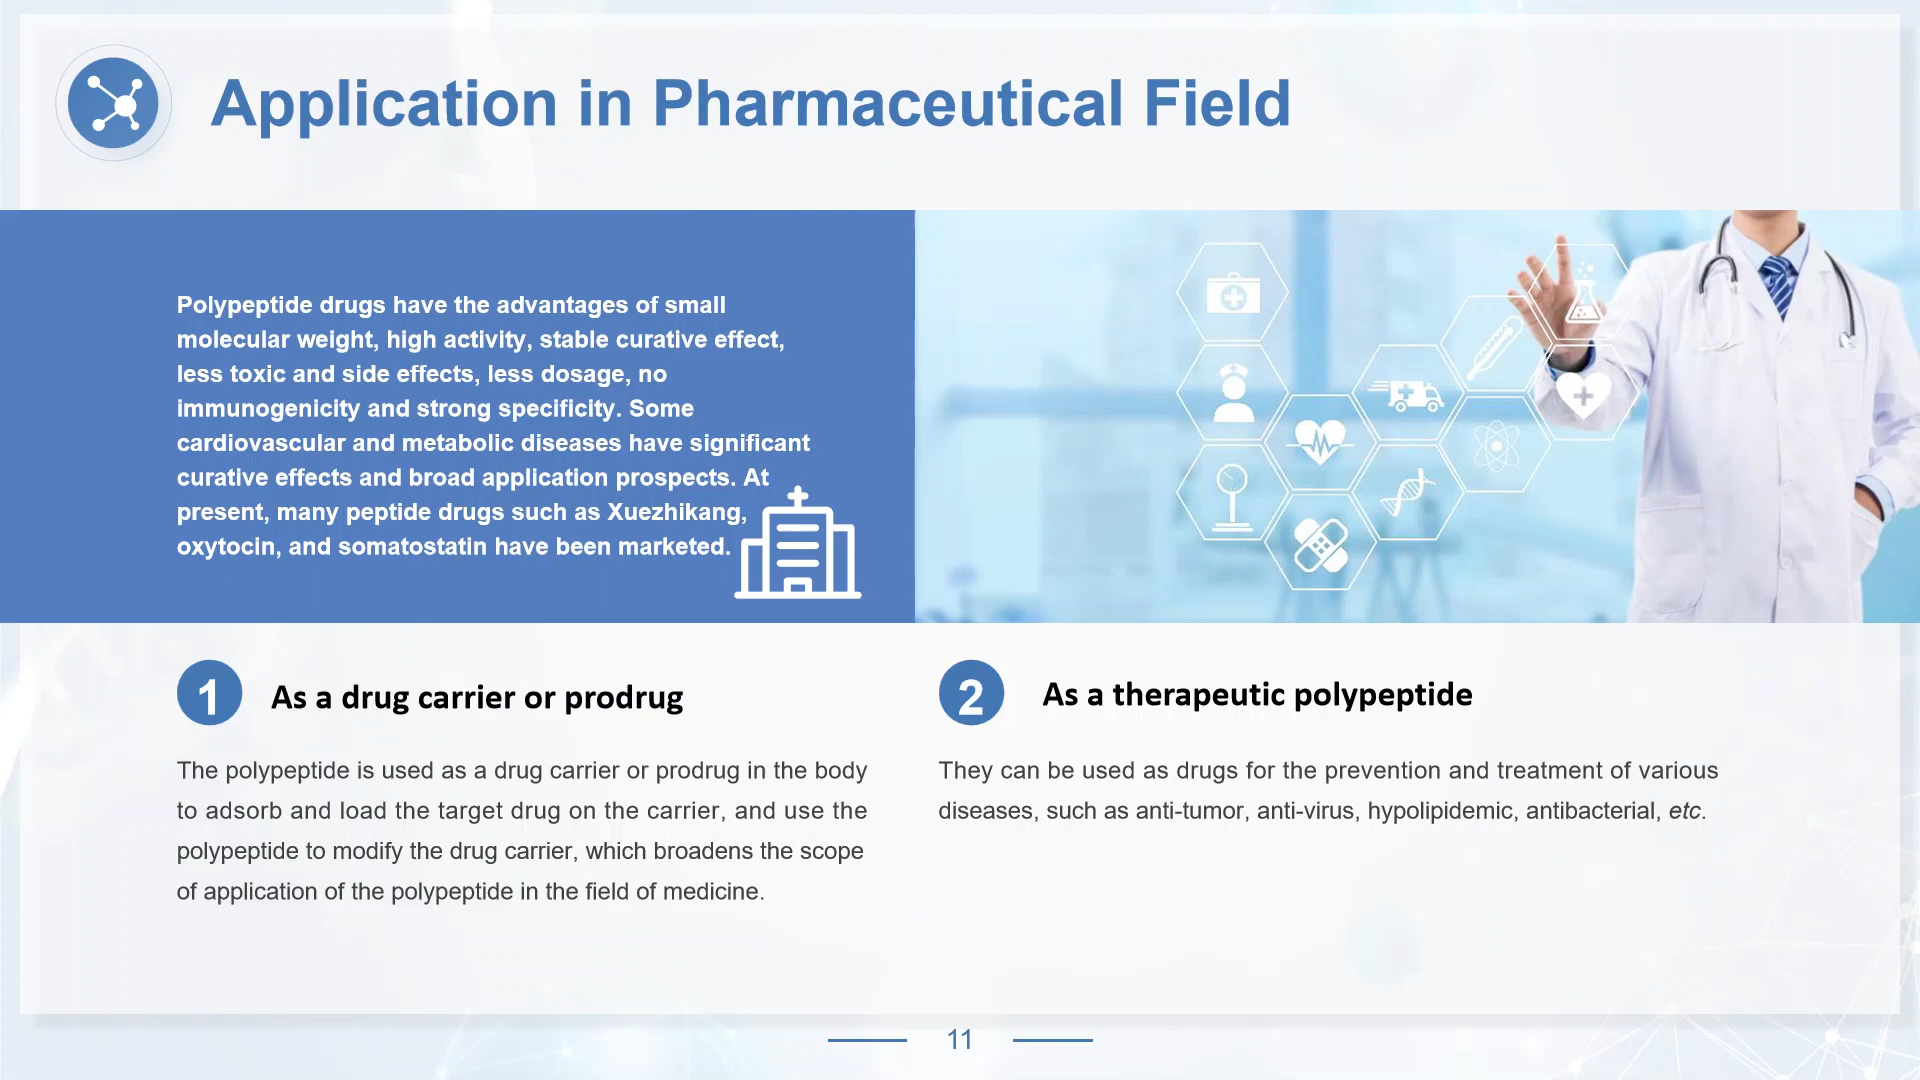 Application in Pharmaceutical Field
Polypeptide drugs have the advantages of small
molecular weight, high activity, stable curative effect,
less toxic and side effects, less dosage, no
immunogenicity and strong specificity. Some
cardiovascular and metabolic diseases have significant
curative effects and broad application prospects. At
present, many peptide drugs such as Xuezhikang,
oxytocin, and somatostatin have been marketed.
1
As a drug carrier or prodrug
The polypeptide is used as a drug carrier or prodrug in the body
to adsorb and load the target drug on the carrier, and use the
polypeptide to modify the drug carrier, which broadens the scope
of application of the polypeptide in the field of medicine.
2
As a therapeutic polypeptide
They can be used as drugs for the prevention and treatment of various
diseases, such as anti-tumor, anti-virus, hypolipidemic, antibacterial, etc.
11